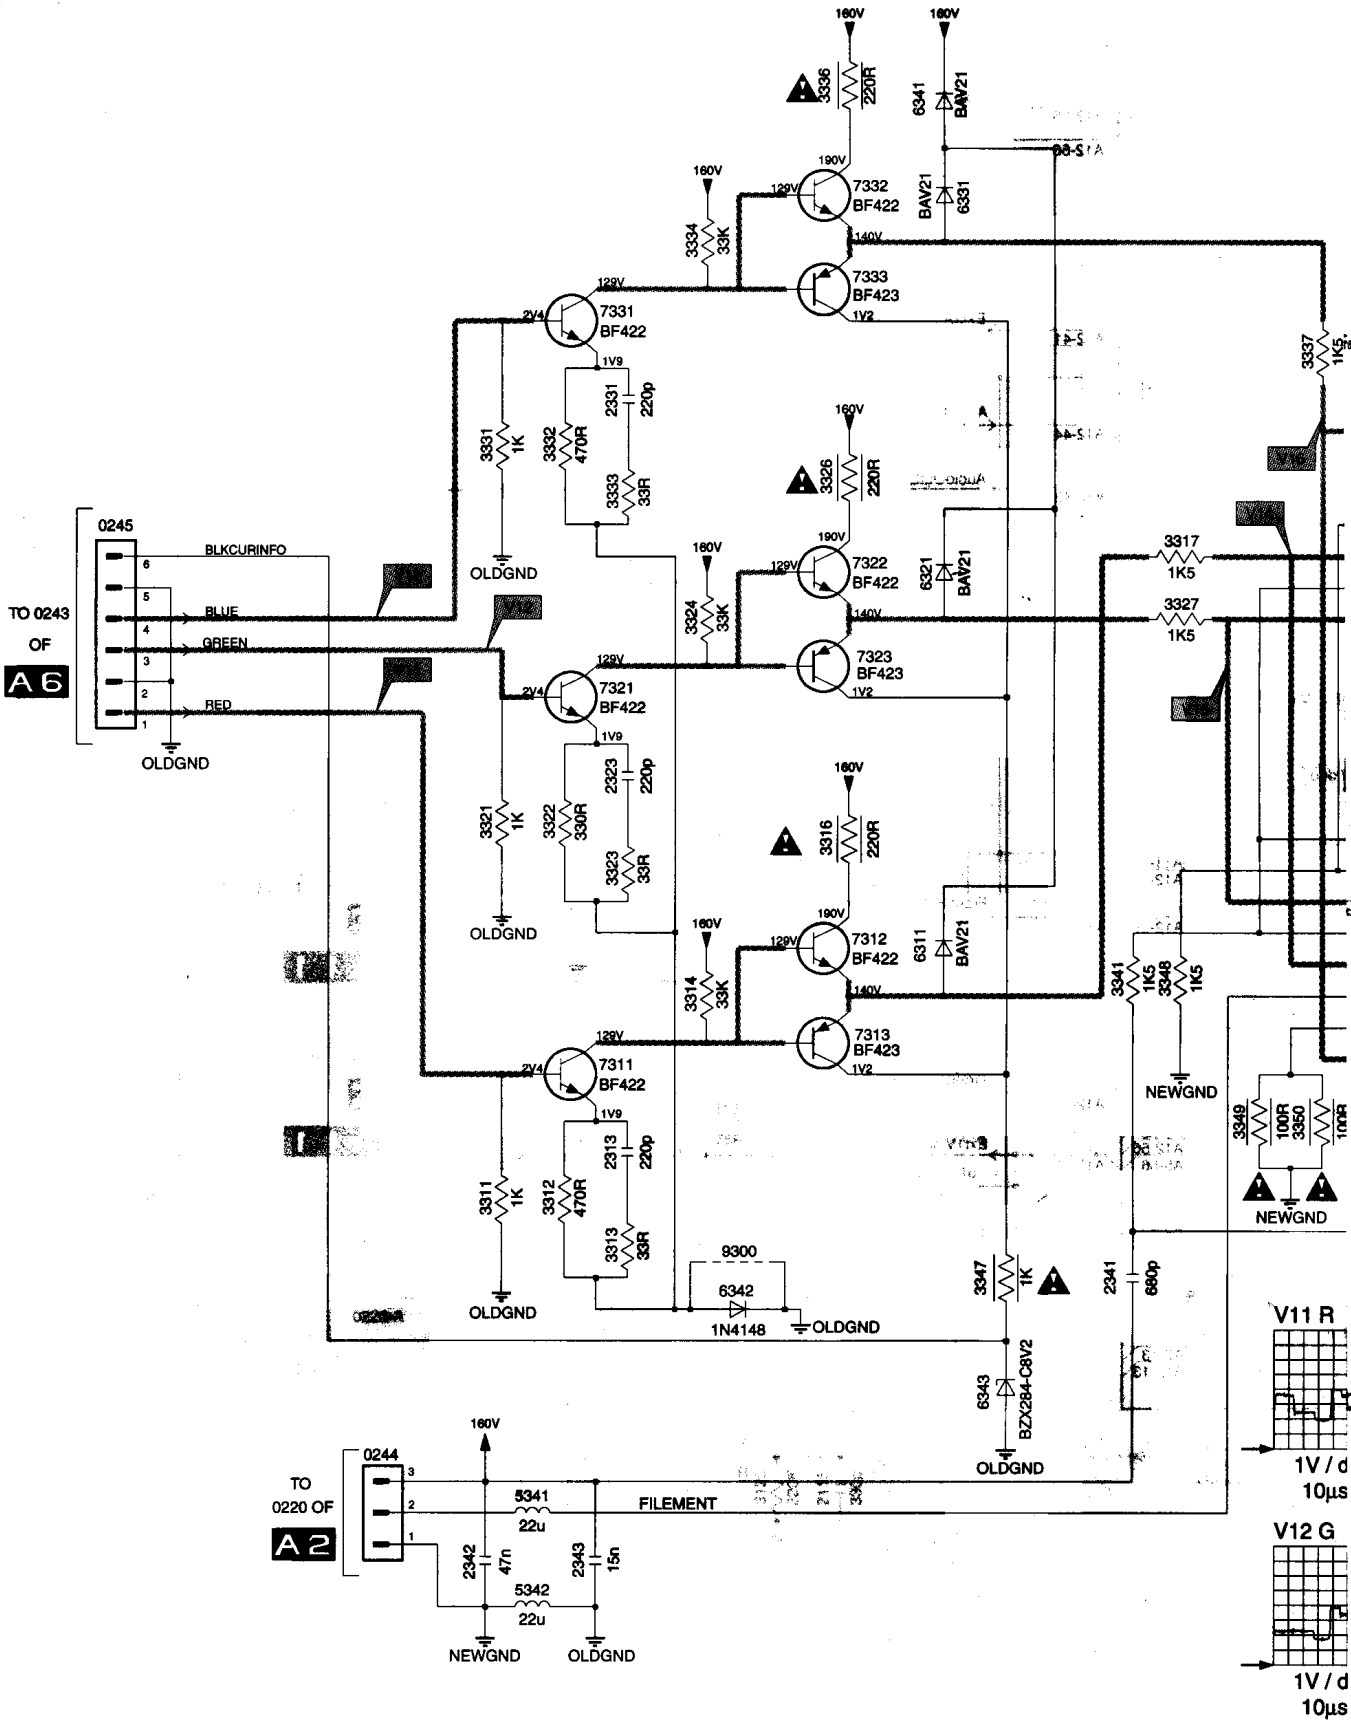 160V
160V
3336
220R
6341
BAV21
190V
160V
129V
7332
BF422
BAV21
6331
3334
33K
140V
7333
BF423
129V
7331
BF422
2V4
1V2
1V9
3337
1K5
2331
220p
3331
1K
3332
470R
3333
33R
160V
3326
220R
0245
6
BLKCURINFO
OLDGND
160V
190V
129V
7322
BF422
6321
BAV21
3317
1K5
5
TO 0243
OF
A6
BLUE
4
V12
3324
33K
140V
3327
1K5
GREEN
3
129V
7323
BF423
2
2V4
7321
BF422
1V2
RED
1
OLDGND
1V9
2323
220p
160V
3321
1K
3322
330R
3323
33R
3316
220R
OLDGND
160V
190V
129V
7312
BF422
6311
BAV21
3314
33K
3341
1K5
3348
1K5
140V
129V
7313
BF423
2V4
7311
BF422
1V2
NEWGND
1V9
2313
220p
3349
100R
3350
100R
3311
1K
3312
470R
3313
33R
NEWGND
9300
3347
1K
2341
680p
OLDGND
6342
1N4148
OLDGND
V11 R
6343
BZX284-C8V2
160V
0244
TO
0220 OF
A2
3
OLDGND
1V / d
10µs
2
5341
22u
FILEMENT
V12 G
1
2342
47n
2343
15n
5342
22u
NEWGND
OLDGND
1V / d
10µs